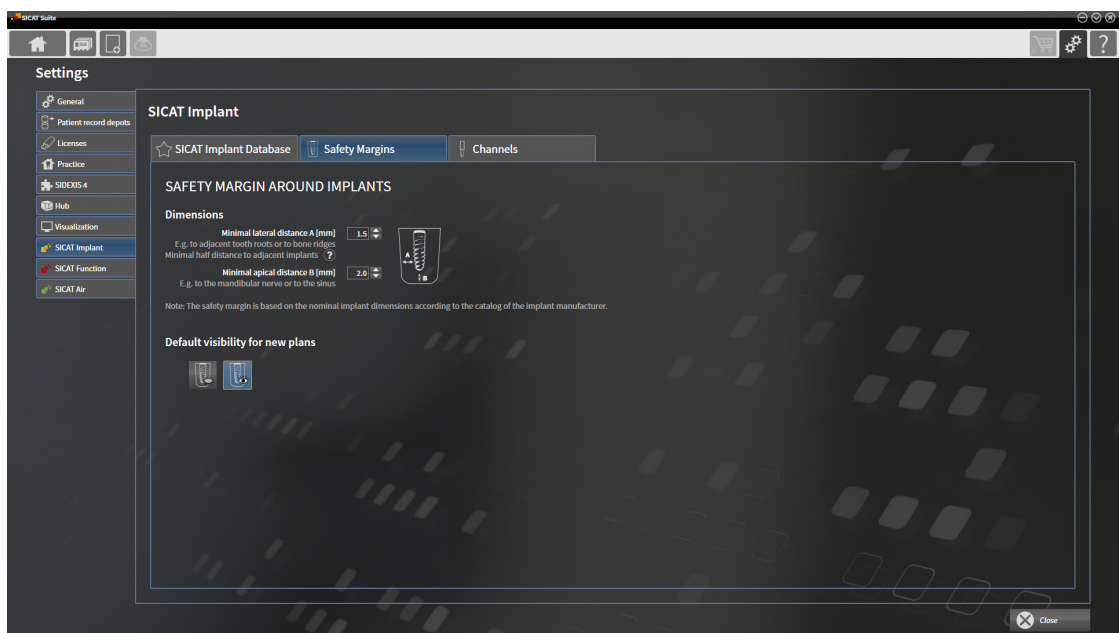 SICAT Suite
?
Settings
General
Patient record depots
Licenses
Practice
SIDEXIS 4
Hub
Visualization
SICAT Implant
SICAT Function
SICAT Air
SICAT Implant
SICAT Implant Database
Safety Margins
Channels
SAFETY MARGIN AROUND IMPLANTS
Dimensions
Minimal lateral distance A [mm] 1.5
E.g. to adjacent tooth roots or to bone ridges
Minimal half distance to adjacent implants ?
Minimal apical distance B [mm] 2.0
E.g. to the mandibular nerve or to the sinus
A
B
Note: The safety margin is based on the nominal implant dimensions according to the catalog of the implant manufacturer.
Default visibility for new plans
Close